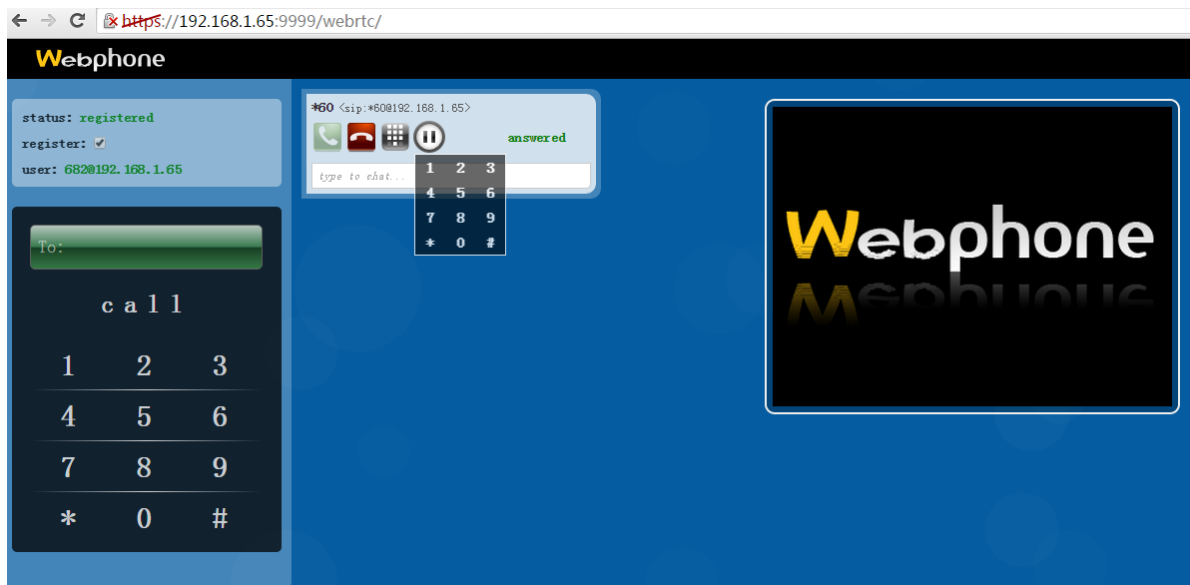 https://192.168.1.65:9999/webrtc/
Webphone
status: registered
register:
user: 682@192.168.1.65
To:
call
1 2 3
4 5 6
7 8 9
* 0 #
*60 <sip:*60@192.168.1.65>
answered
type to chat...
1 2 3
4 5 6
7 8 9
* 0 #
Webphone